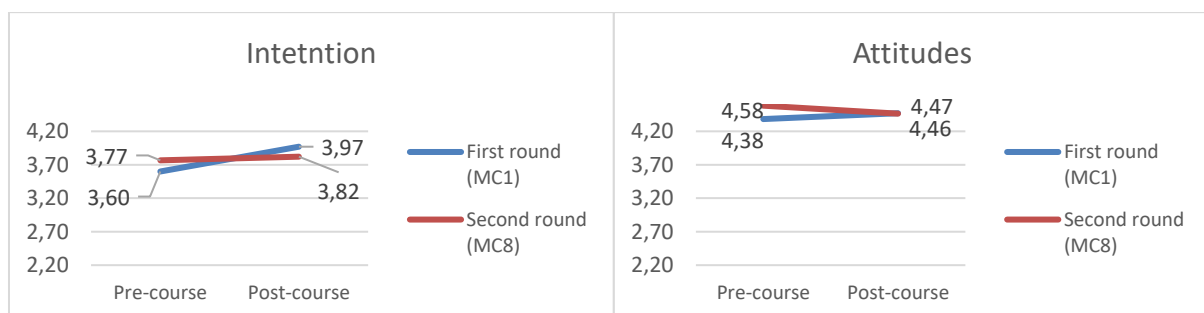 Intetntion
4,20
3,70
3,20
2,70
2,20
3,77
3,60
3,97
3,82
Pre-course
Post-course
First round
(MC1)
Second round
(MC8)
Attitudes
4,20
3,70
3,20
2,70
2,20
4,58
4,38
4,47
4,46
Pre-course
Post-course
First round
(MC1)
Second round
(MC8)